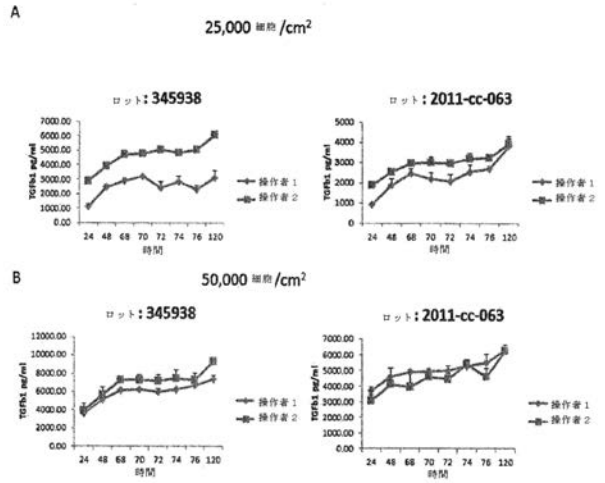 A
25,000 細胞/cm²
ロット: 345938
7000.00
6000.00
5000.00
4000.00
3000.00
2000.00
1000.00
0.00
TGFb1 pg/ml
24 48 68 70 72 74 76 120
時間
操作者1
操作者2
ロット: 2011-cc-063
5000
4000
3000
2000
1000
0
TGFb1 pg/ml
24 48 68 70 72 74 76 120
時間
操作者1
操作者2
B
50,000 細胞/cm²
ロット: 345938
12000.00
10000.00
8000.00
6000.00
4000.00
2000.00
0.00
TGFb1 pg/ml
24 48 68 70 72 74 76 120
時間
操作者1
操作者2
ロット: 2011-cc-063
7000.00
6000.00
5000.00
4000.00
3000.00
2000.00
1000.00
0.00
TGFb1 pg/ml
24 48 68 70 72 74 76 120
時間
操作者1
操作者2